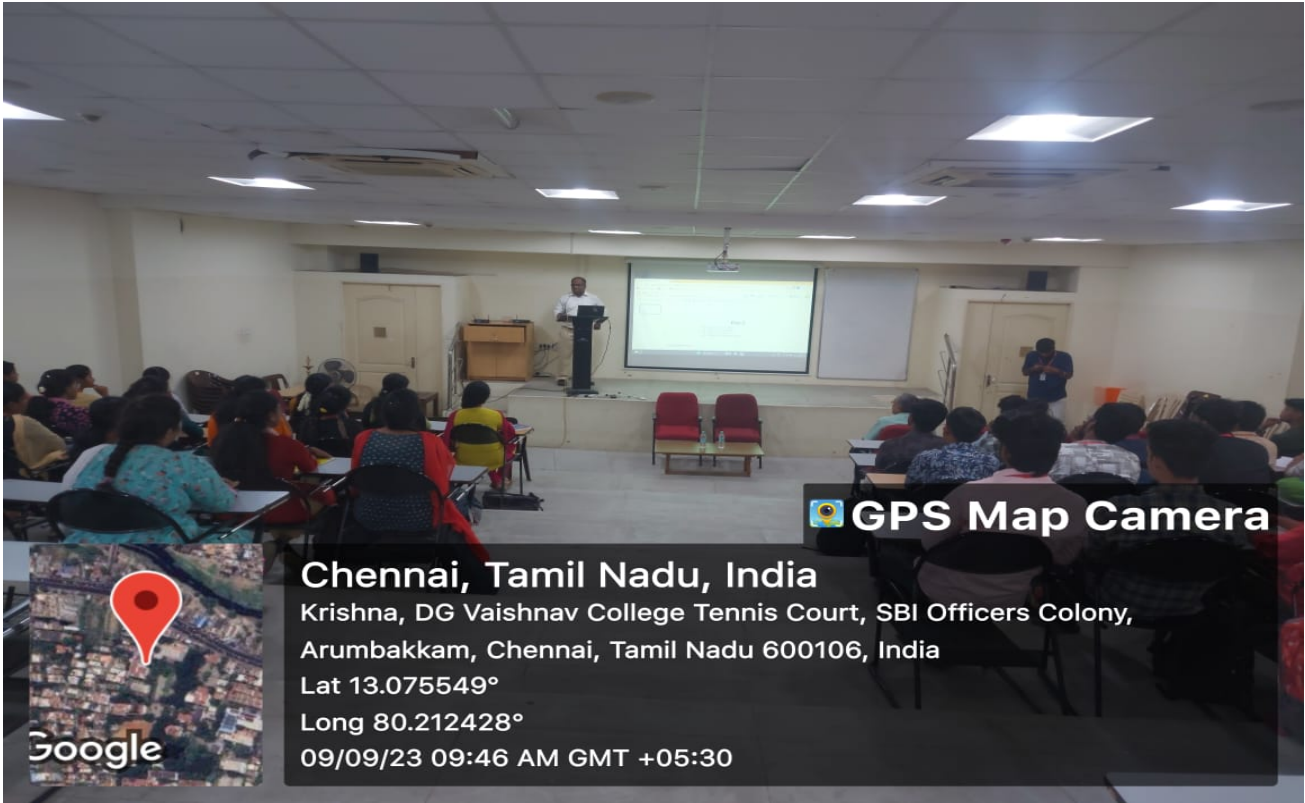 GPS Map Camera
Chennai, Tamil Nadu, India
Krishna, DG Vaishnav College Tennis Court, SBI Officers Colony,
Arumbakkam, Chennai, Tamil Nadu 600106, India
Lat 13.075549°
Long 80.212428°
09/09/23 09:46 AM GMT +05:30
Google